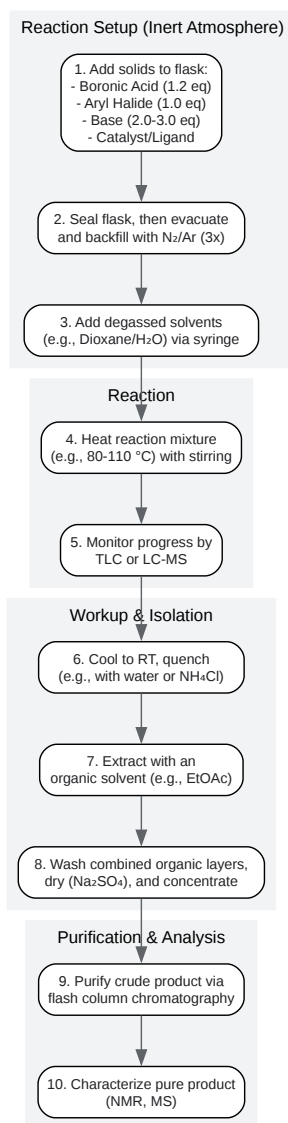 Reaction Setup (Inert Atmosphere)
1. Add solids to flask:
- Boronic Acid (1.2 eq)
- Aryl Halide (1.0 eq)
- Base (2.0-3.0 eq)
- Catalyst/Ligand
2. Seal flask, then evacuate
and backfill with N₂/Ar (3x)
3. Add degassed solvents
(e.g., Dioxane/H₂O) via syringe
Reaction
4. Heat reaction mixture
(e.g., 80-110 °C) with stirring
5. Monitor progress by
TLC or LC-MS
Workup & Isolation
6. Cool to RT, quench
(e.g., with water or NH₄Cl)
7. Extract with an
organic solvent (e.g., EtOAc)
8. Wash combined organic layers,
dry (Na₂SO₄), and concentrate
Purification & Analysis
9. Purify crude product via
flash column chromatography
10. Characterize pure product
(NMR, MS)